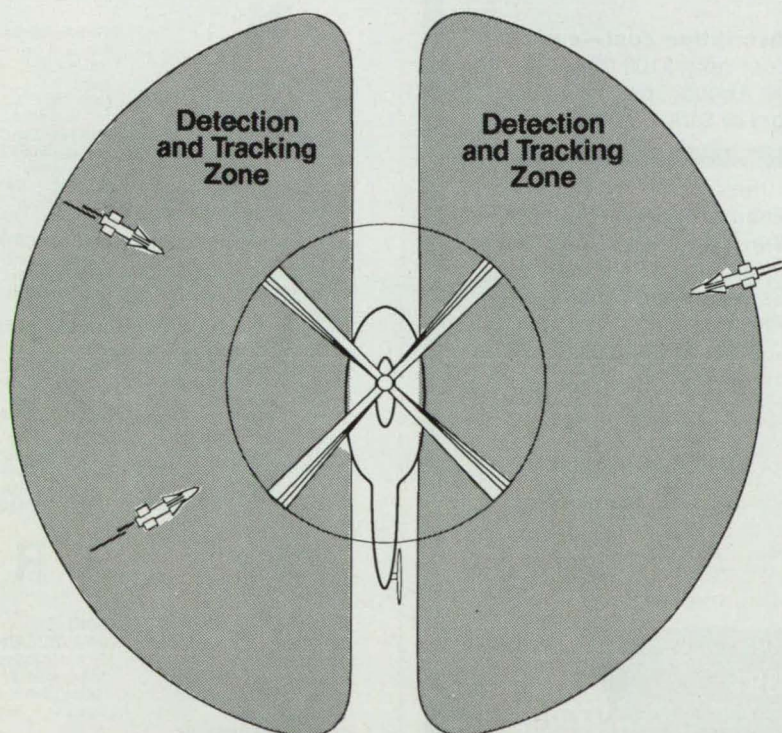 Detection
and Tracking
Zone
Detection
and Tracking
Zone